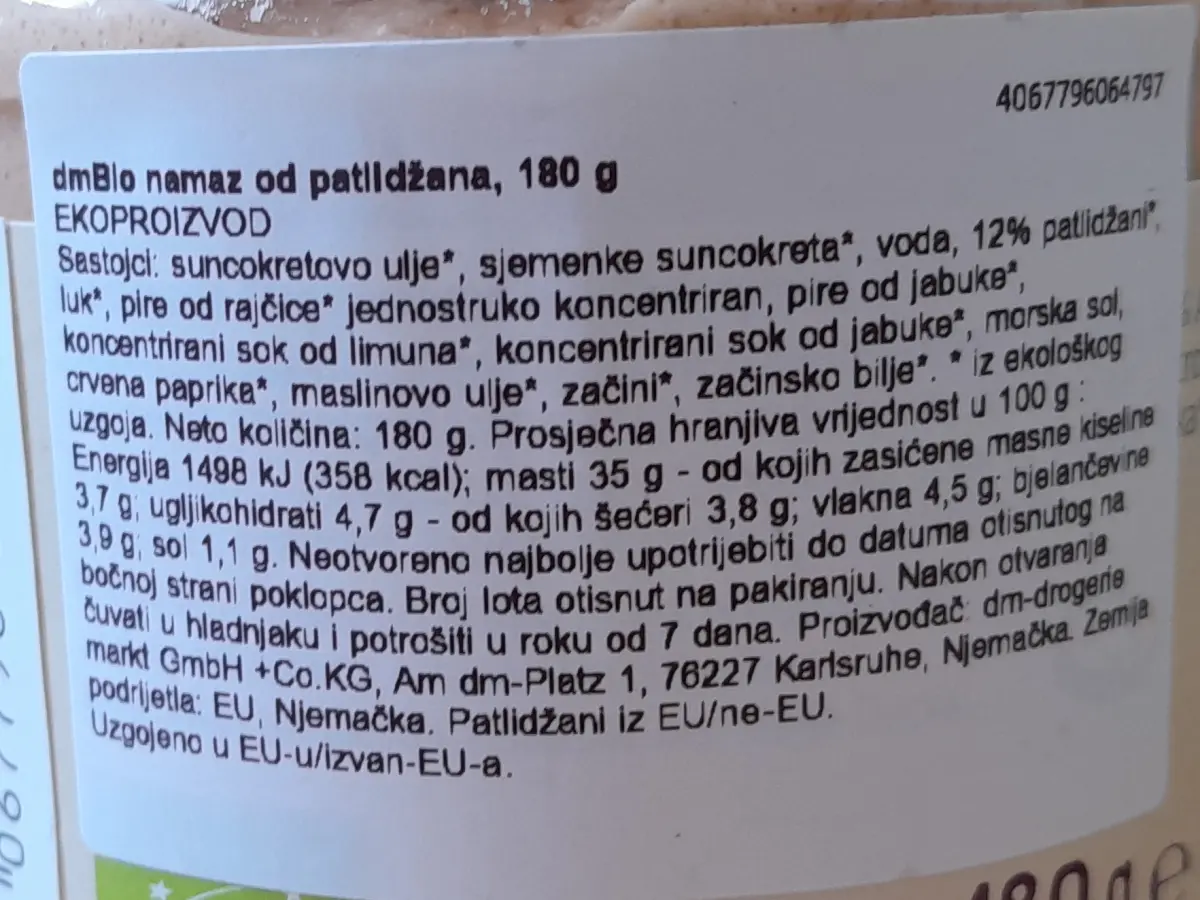 4067796064797
dmBio namaz od patlidžana, 180 g
EKOPROIZVOD
Sastojci: suncokretovo ulje*, sjemenke suncokreta*, voda, 12% patlidžani*,
luk*, pire od rajčice* jednostruko koncentriran, pire od jabuke*,
koncentrirani sok od limuna*, koncentrirani sok od jabuke*, morska sol,
crvena paprika*, maslinovo ulje*, začini*, začinsko bilje*. * iz ekološkog
uzgoja. Neto količina: 180 g. Prosječna hranjiva vrijednost u 100 g :
Energija 1498 kJ (358 kcal); masti 35 g - od kojih zasićene masne kiseline
3,7 g; ugljikohidrati 4,7 g - od kojih šećeri 3,8 g; vlakna 4,5 g; bjelančevine
3,9 g; sol 1,1 g. Neotvoreno najbolje upotrijebiti do datuma otisnutog na
bočnoj strani poklopca. Broj lota otisnut na pakiranju. Nakon otvaranja
čuvati u hladnjaku i potrošiti u roku od 7 dana. Proizvođač: dm-drogerie
markt GmbH +Co.KG, Am dm-Platz 1, 76227 Karlsruhe, Njemačka. Zemlja
podrijetla: EU, Njemačka. Patlidžani iz EU/ne-EU.
Uzgojeno u EU-u/izvan-EU-a.
180 g e